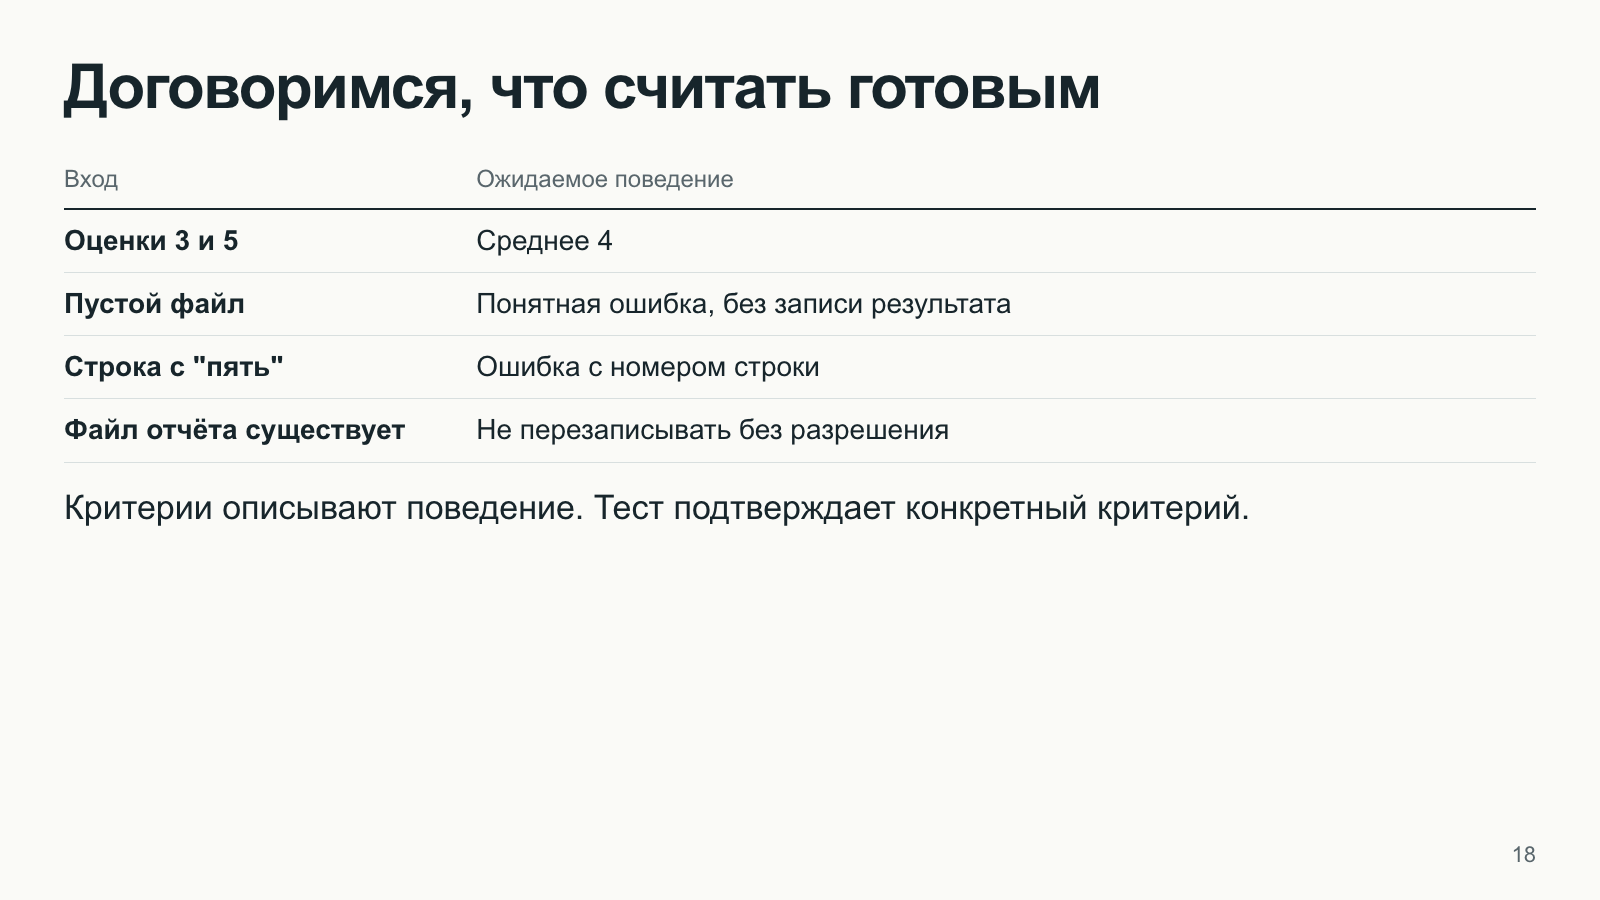 Договоримся, что считать готовым
Вход Ожидаемое поведение
Оценки 3 и 5 Среднее 4
Пустой файл Понятная ошибка, без записи результата
Строка с "пять" Ошибка с номером строки
Файл отчёта существует Не перезаписывать без разрешения
Критерии описывают поведение. Тест подтверждает конкретный критерий.
18